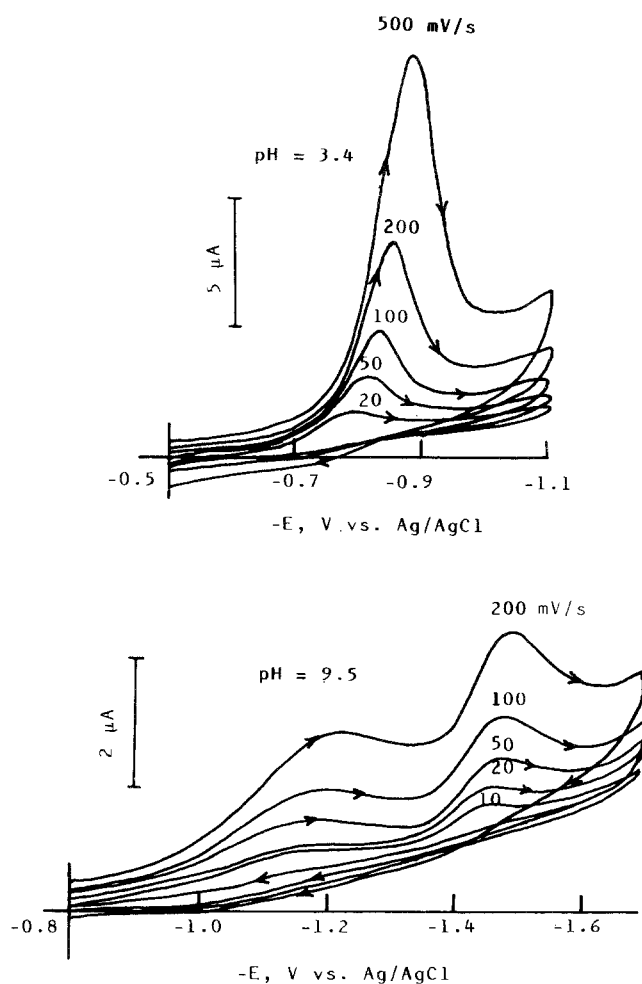 500 mV/s
pH = 3.4
5 μA
200
100
50
20
-0.5 -0.7 -0.9 -1.1
-E, V vs. Ag/AgCl
200 mV/s
pH = 9.5
2 μA
100
50
20
10
-0.8 -1.0 -1.2 -1.4 -1.6
-E, V vs. Ag/AgCl